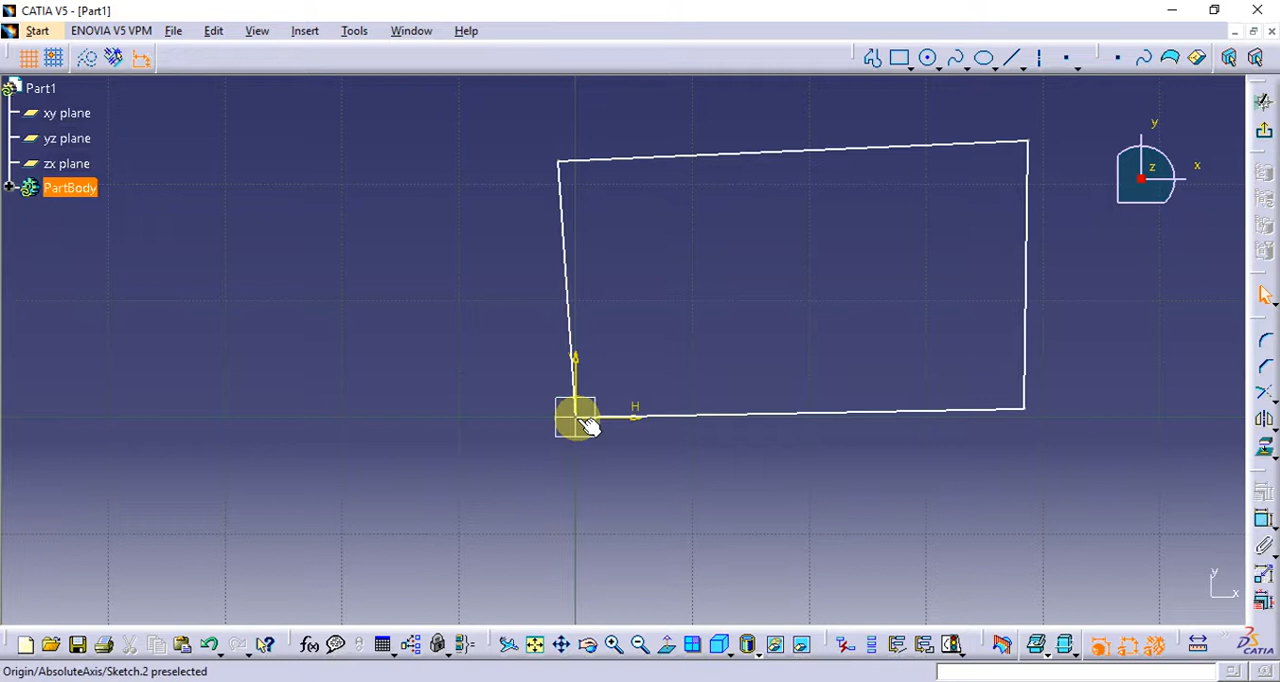 CATIA V5 - [Part1]
Start ENOVIA V5 VPM File Edit View Insert Tools Window Help
Part1
xy plane
yz plane
zx plane
PartBody
y
x
z
H
y
x
f(x)
CATIA
Origin/AbsoluteAxis/Sketch.2 preselected